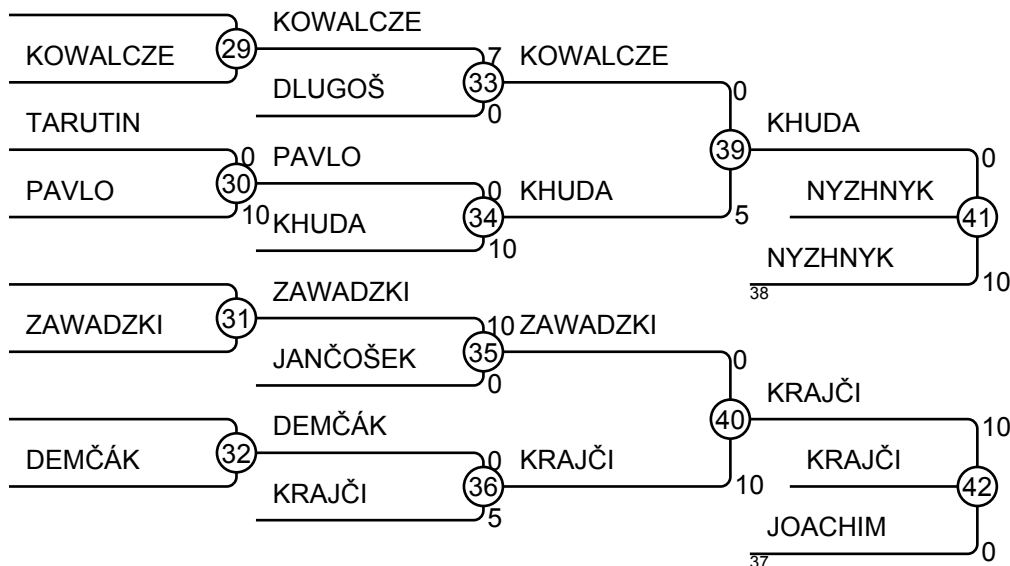 KOWALCZE
KOWALCZE 29 7 KOWALCZE
DLUGOŠ 33 0
0
TARUTIN
39 KHUDA
0 PAVLO 0
PAVLO 30 0 KHUDA NYZHNYK
10 KHUDA 34 5 41
10 NYZHNYK
38 10
ZAWADZKI
ZAWADZKI 31 10 ZAWADZKI
JANČOŠEK 35 0
0
KRAJČI
DEMČÁK 40 10
DEMČÁK 32 0 KRAJČI KRAJČI
KRAJČI 36 10 42
5 JOACHIM
37 0